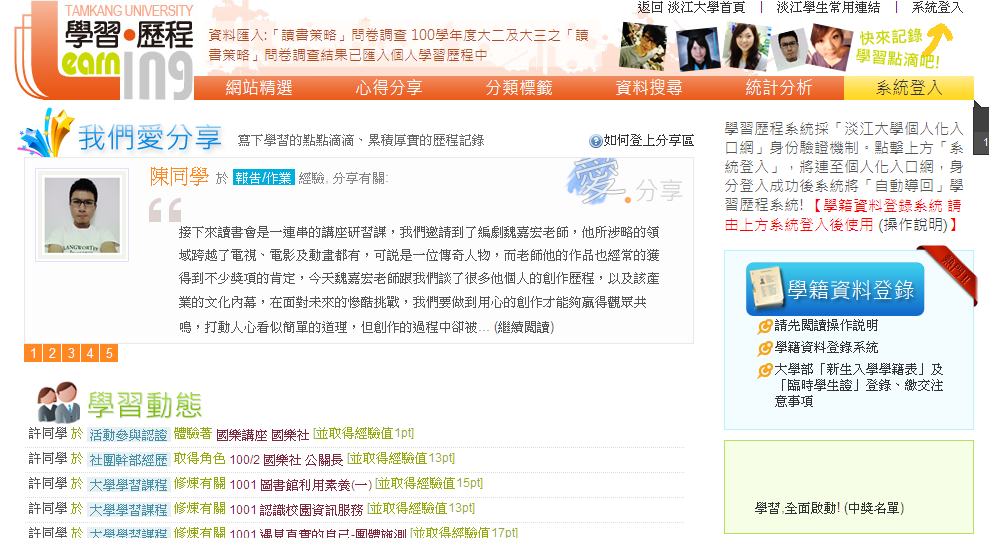 返回 淡江大學首頁 | 淡江學生常用連結 | 系統登入
TAMKANG UNIVERSITY
學習•歷程
earning
資料匯入:「讀書策略」問卷調查 100學年度大二及大三之「讀
書策略」問卷調查結果已匯入個人學習歷程中
快來記錄
學習點滴吧!
網站精選 心得分享 分類標籤 資料搜尋 統計分析 系統登入
我們愛分享 寫下學習的點點滴滴、累積厚實的歷程記錄 如何登上分享區
陳同學 於 報告/作業 經驗, 分享有關:
愛.分享
接下來讀書會是一連串的講座研習課，我們邀請到了編劇魏嘉宏老師，他所涉略的領
域跨越了電視、電影及動畫都有，可說是一位傳奇人物，而老師他的作品也經常的獲
得到不少獎項的肯定，今天魏嘉宏老師跟我們談了很多他個人的創作歷程，以及該產
業的文化內幕，在面對未來的慘酷挑戰，我們要做到用心的創作才能夠贏得觀眾共
鳴，打動人心看似簡單的道理，但創作的過程中卻被... (繼續閱讀)
1 2 3 4 5
學習動態
許同學 於 活動參與認證 體驗著 國樂講座 國樂社 [並取得經驗值1pt]
許同學 於 社團幹部經歷 取得角色 100/2 國樂社 公關長 [並取得經驗值13pt]
許同學 於 大學學習課程 修煉有關 1001 圖書館利用素養(一) [並取得經驗值15pt]
許同學 於 大學學習課程 修煉有關 1001 認識校園資訊服務 [並取得經驗值13pt]
許同學 於 大學學習課程 修煉有關 1001 遇見真實的自己-團體施測 [並取得經驗值17pt]
學習歷程系統採「淡江大學個人化入
口網」身份驗證機制。點擊上方「系
統登入」，將連至個人化入口網，身
分登入成功後系統將「自動導回」學
習歷程系統!【學籍資料登錄系統 請
由上方系統登入後使用 (操作說明)】
1
熱門!!
學籍資料登錄
請先閱讀操作說明
學籍資料登錄系統
大學部「新生入學學籍表」及
「臨時學生證」登錄、繳交注
意事項
學習,全面啟動! (中獎名單)